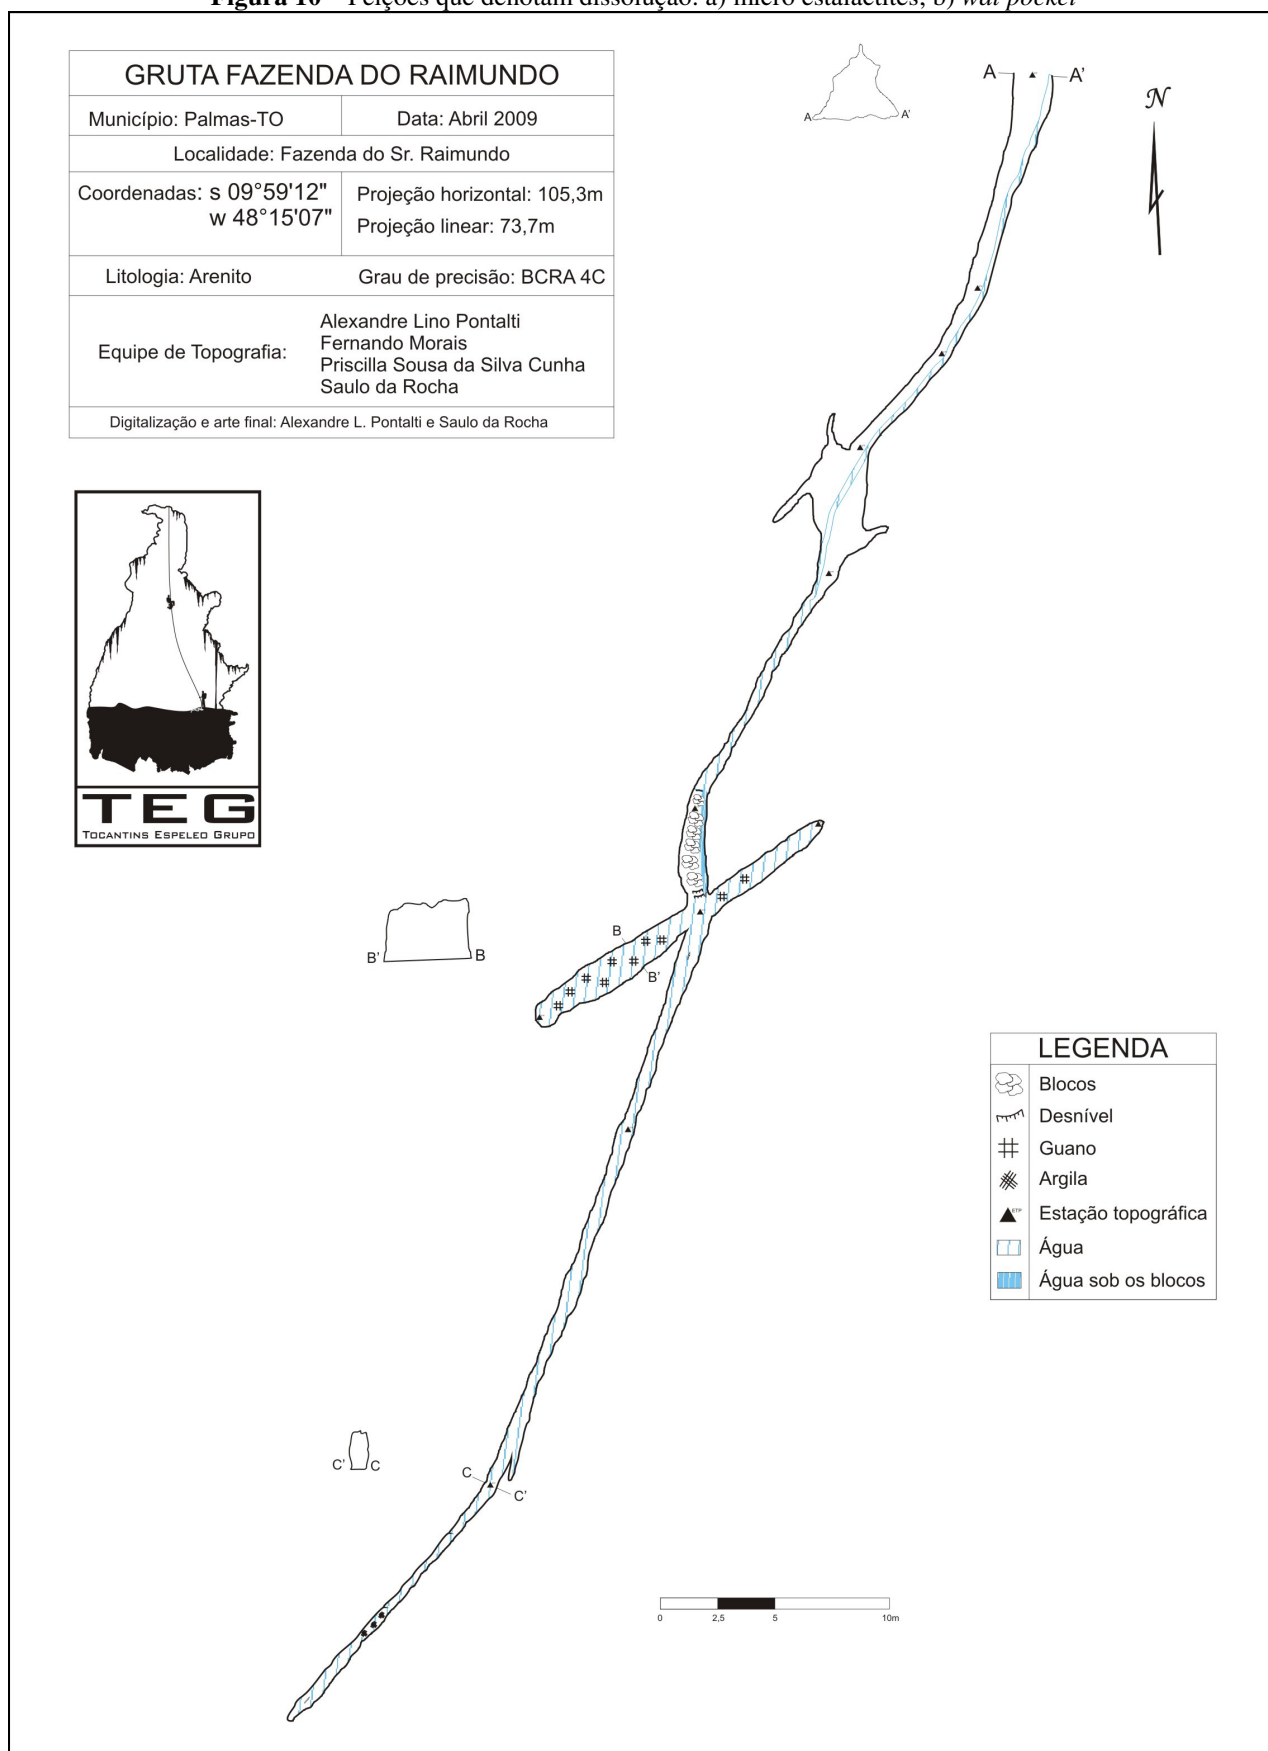 Figura 10 – Feições que denotam dissolução: a) micro estalactites; b) wal pocket
GRUTA FAZENDA DO RAIMUNDO
Município: Palmas-TO
Data: Abril 2009
Localidade: Fazenda do Sr. Raimundo
Coordenadas: s 09°59'12"
w 48°15'07"
Projeção horizontal: 105,3m
Projeção linear: 73,7m
Litologia: Arenito
Grau de precisão: BCRA 4C
Equipe de Topografia:
Alexandre Lino Pontalti
Fernando Morais
Priscilla Sousa da Silva Cunha
Saulo da Rocha
Digitalização e arte final: Alexandre L. Pontalti e Saulo da Rocha
A
A'
A
A'
N
TEG
TOCANTINS ESPELEO GRUPO
B'
B
B
B'
LEGENDA
Blocos
Desnível
Guano
Argila
Estação topográfica
Água
Água sob os blocos
C'
C
C
C'
0
2,5
5
10m